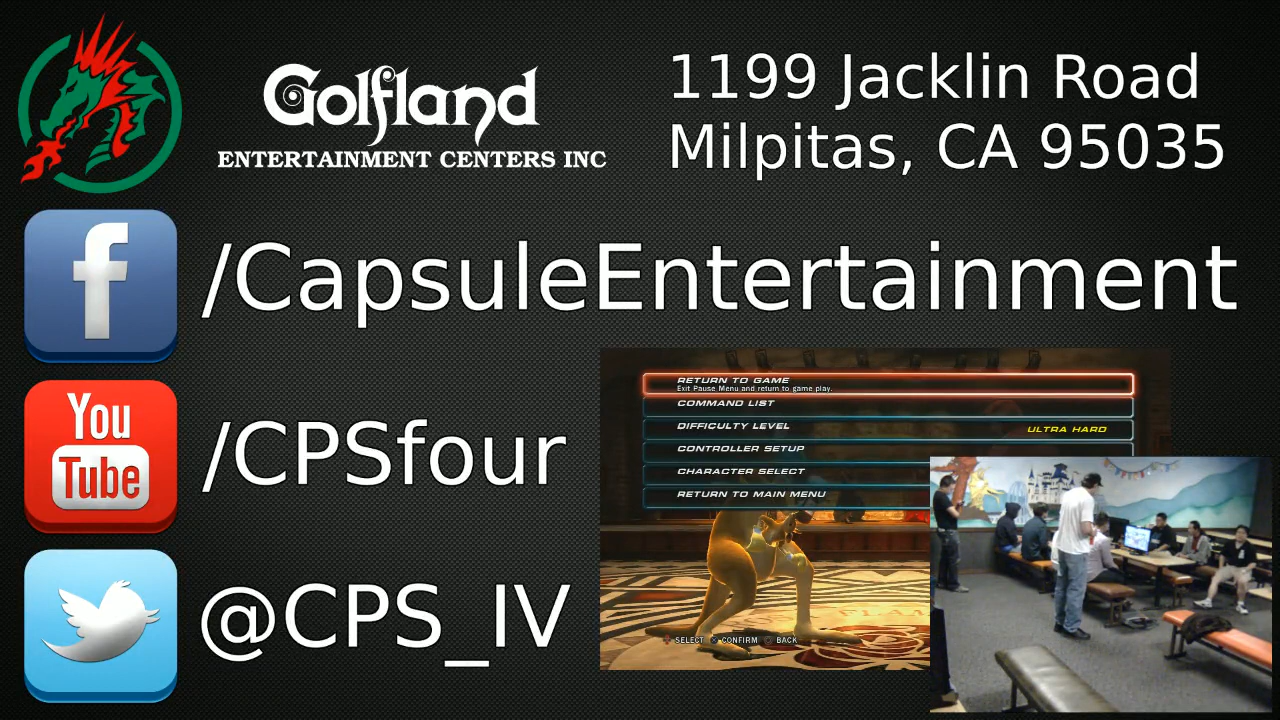 Golfland
ENTERTAINMENT CENTERS INC
1199 Jacklin Road
Milpitas, CA 95035
f
/CapsuleEntertainment
You
Tube
/CPSfour
@CPS_IV
RETURN TO GAME
Exit Pause Menu and return to game play.
COMMAND LIST
DIFFICULTY LEVEL
ULTRA HARD
CONTROLLER SETUP
CHARACTER SELECT
RETURN TO MAIN MENU
SELECT CONFIRM BACK